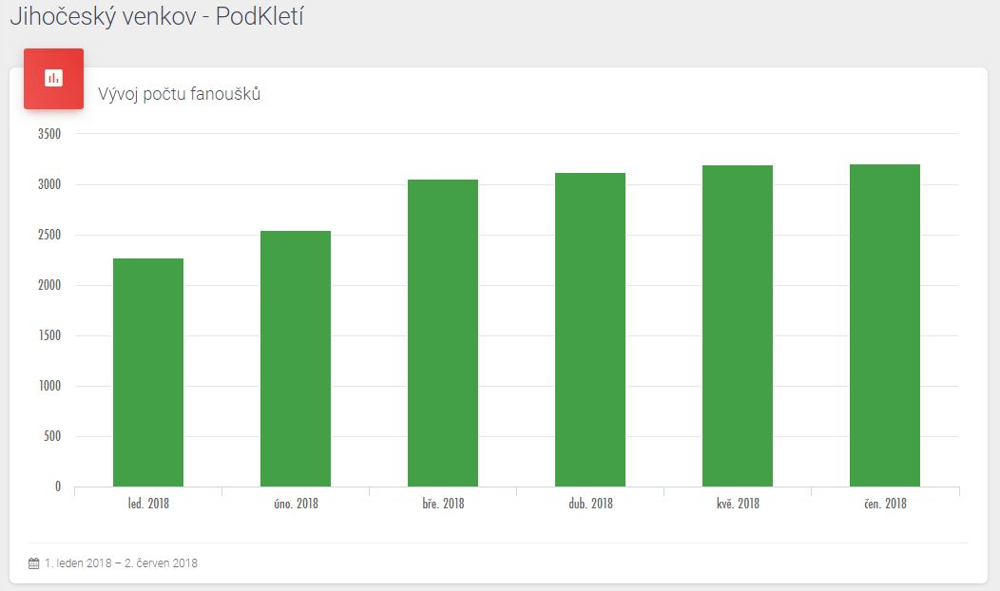 Jihočeský venkov - PodKletí
Vývoj počtu fanoušků
3500
3000
2500
2000
1500
1000
500
0
led. 2018 úno. 2018 bře. 2018 dub. 2018 kvě. 2018 čen. 2018
1. leden 2018 – 2. červen 2018